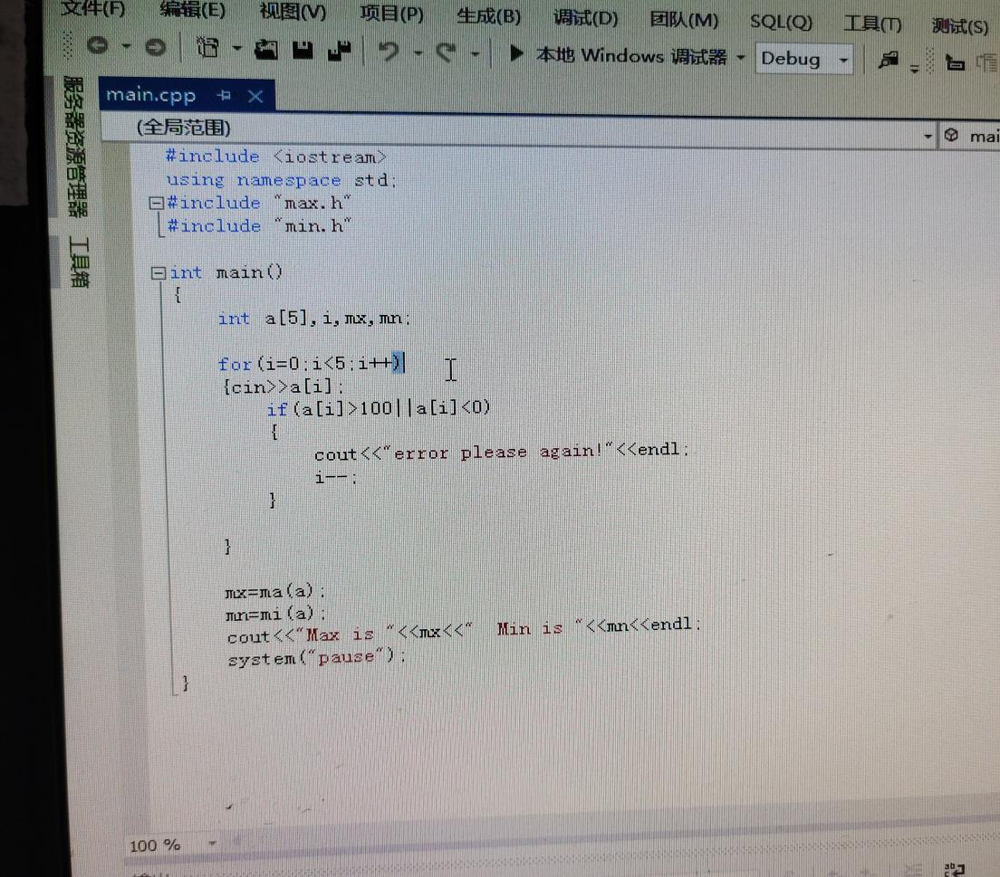 文件(F) 编辑(E) 视图(V) 项目(P) 生成(B) 调试(D) 团队(M) SQL(Q) 工具(T) 测试(S)
本地 Windows 调试器 Debug
服务器资源管理器
工具箱
main.cpp
(全局范围) mai
#include <iostream>
using namespace std;
#include "max.h"
#include "min.h"
int main()
{
int a[5],i,mx,mn;
for(i=0;i<5;i++)
{cin>>a[i];
if(a[i]>100||a[i]<0)
{
cout<<"error please again!"<<endl;
i--;
}
}
mx=ma(a);
mn=mi(a);
cout<<"Max is "<<mx<<"  Min is "<<mn<<endl;
system("pause");
}
100 %